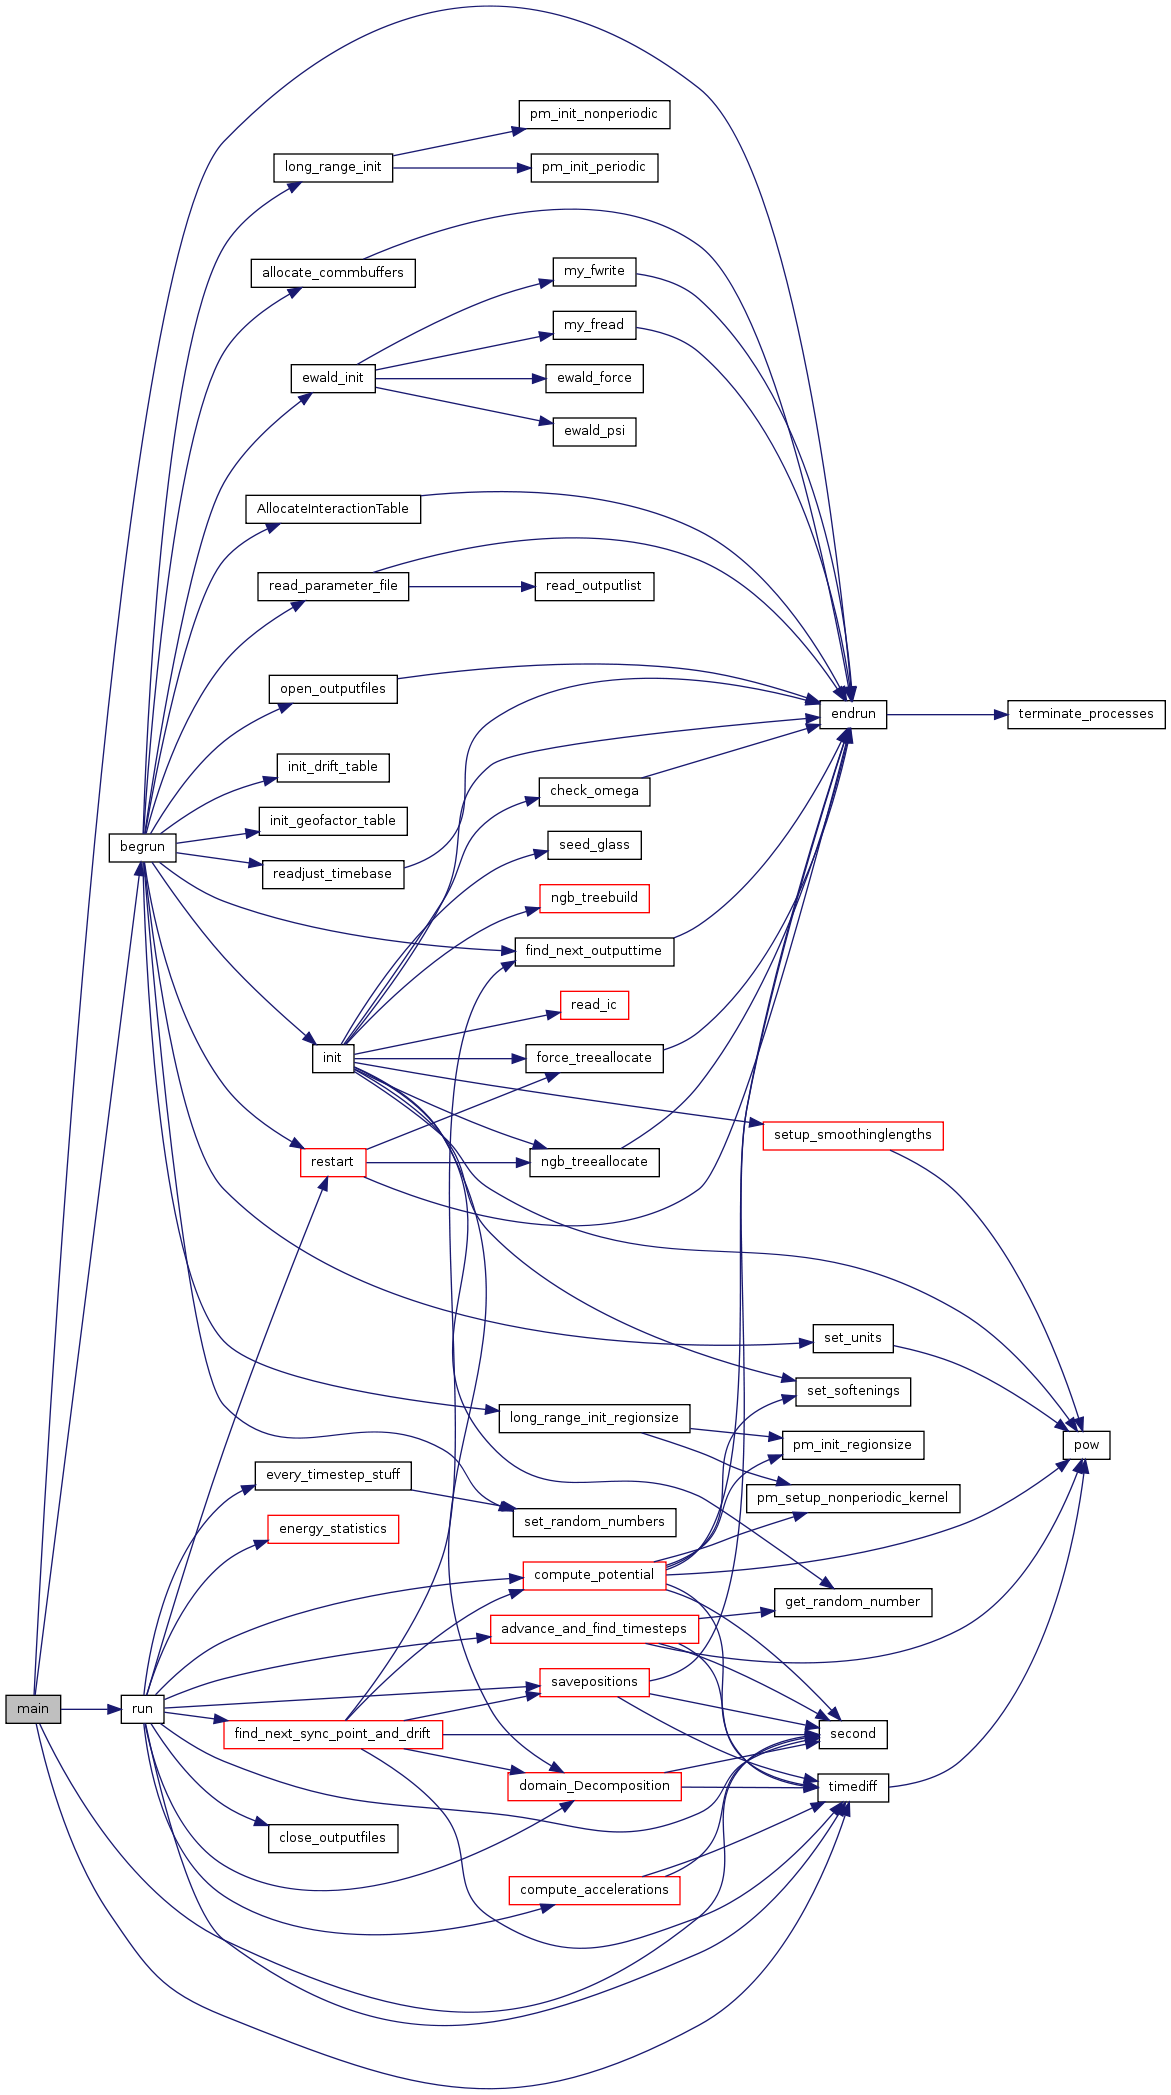 pm_init_nonperiodic
long_range_init
pm_init_periodic
allocate_commbuffers
my_fwrite
my_fread
ewald_init
ewald_force
ewald_psi
AllocateInteractionTable
read_parameter_file
read_outputlist
open_outputfiles
endrun
terminate_processes
init_drift_table
check_omega
init_geofactor_table
begrun
seed_glass
readjust_timebase
ngb_treebuild
find_next_outputtime
read_ic
init
force_treeallocate
setup_smoothinglengths
restart
ngb_treeallocate
set_units
set_softenings
long_range_init_regionsize
pm_init_regionsize
pow
every_timestep_stuff
pm_setup_nonperiodic_kernel
set_random_numbers
energy_statistics
compute_potential
get_random_number
advance_and_find_timesteps
savepositions
main
run
find_next_sync_point_and_drift
second
domain_Decomposition
timediff
close_outputfiles
compute_accelerations